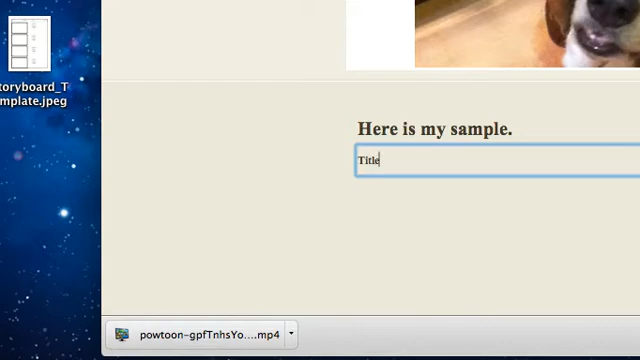 toryboard_T
mplate.jpeg
Here is my sample.
Title
powtoon-gpfTnhsYo....mp4